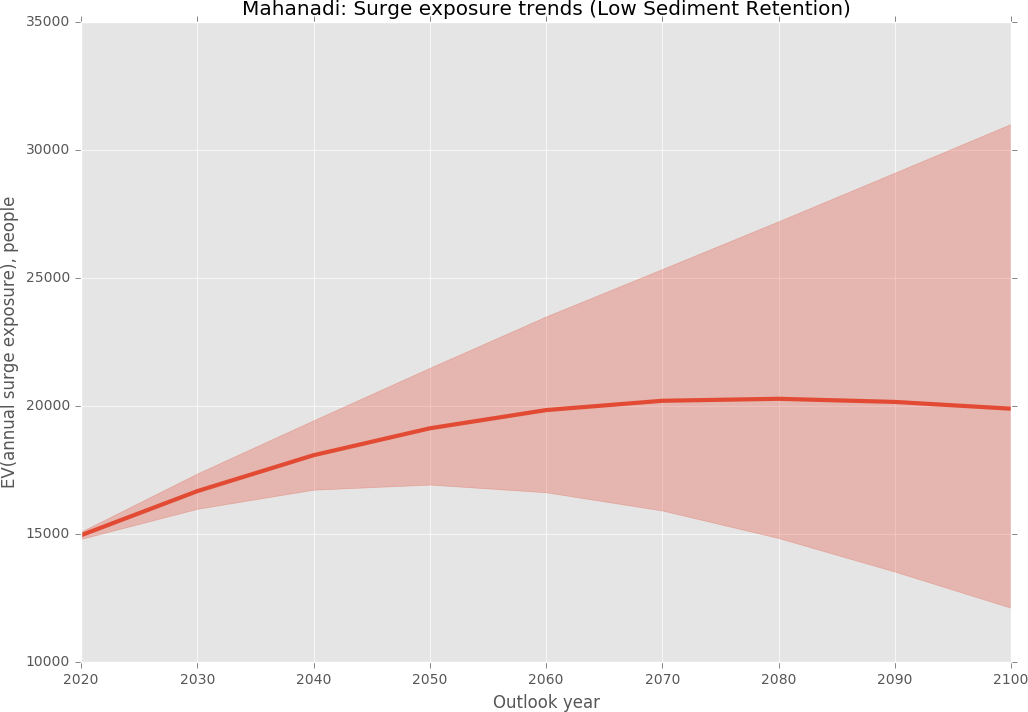 Mahanadi: Surge exposure trends (Low Sediment Retention)
35000
30000
25000
20000
15000
10000
EV(annual surge exposure), people
2020 2030 2040 2050 2060 2070 2080 2090 2100
Outlook year